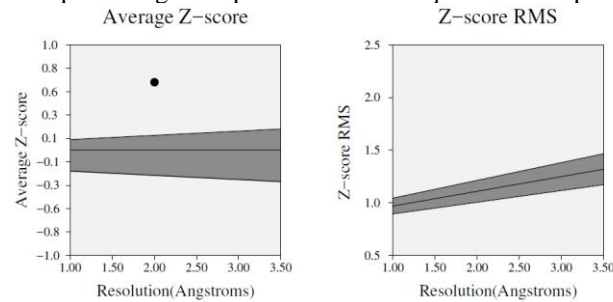 Average Z−score
Z−score RMS
1.0
0.8
0.6
0.3
0.1
−0.1
−0.3
−0.6
−0.8
−1.0
Average Z−score
1.00 1.50 2.00 2.50 3.00 3.50
Resolution(Angstroms)
2.5
2.0
1.5
1.0
0.5
Z−score RMS
1.00 1.50 2.00 2.50 3.00 3.50
Resolution(Angstroms)